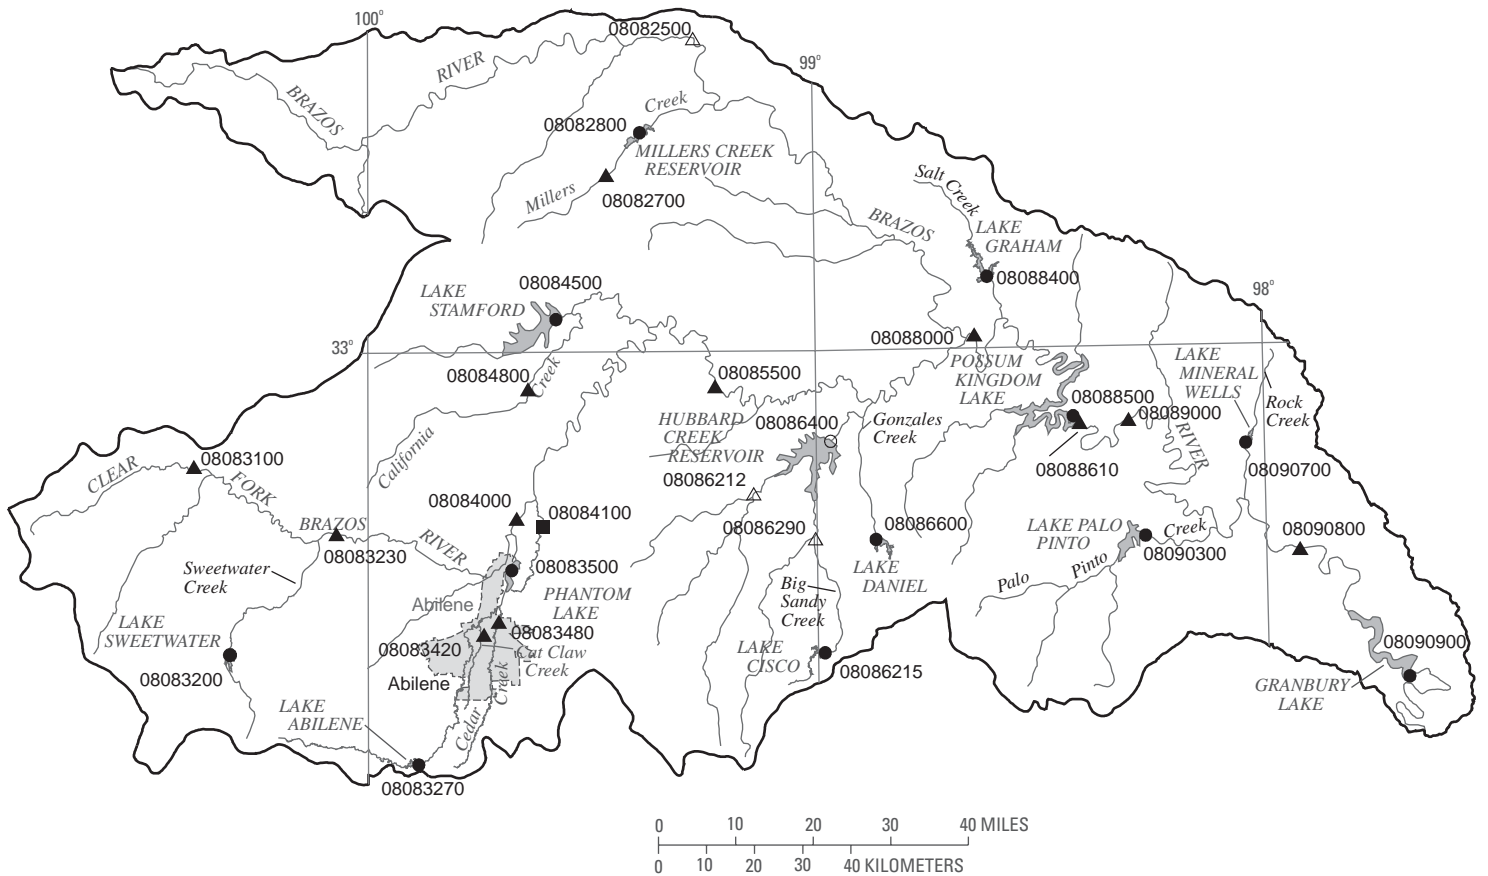 100°
08082500
99°
RIVER
BRAZOS
Creek
08082800
MILLERS CREEK
RESERVOIR
Millers
08082700
Salt Creek
BRAZOS
LAKE
GRAHAM
08088400
98°
08084500
LAKE
STAMFORD
33°
08088000
08084800
Creek
08085500
POSSUM
KINGDOM
LAKE
LAKE
MINERAL
WELLS
08088500
08089000
Rock
Creek
HUBBARD
CREEK
RESERVOIR
08086400
Gonzales
Creek
RIVER
08088610
08090700
California
CLEAR
08083100
FORK
08086212
08084000
08084100
BRAZOS
RIVER
08083230
08086290
08086600
LAKE PALO
PINTO
Creek
08090300
08090800
Sweetwater
Creek
08083500
PHANTOM
LAKE
Abilene
LAKE
DANIEL
Palo
Pinto
Big
Sandy
Creek
LAKE
SWEETWATER
08083480
08083420
Cat Claw
Creek
08083200
Abilene
Creek
Cedar
LAKE
CISCO
08086215
08090900
GRANBURY
LAKE
LAKE
ABILENE
08083270
0 10 20 30 40 MILES
0 10 20 30 40 KILOMETERS